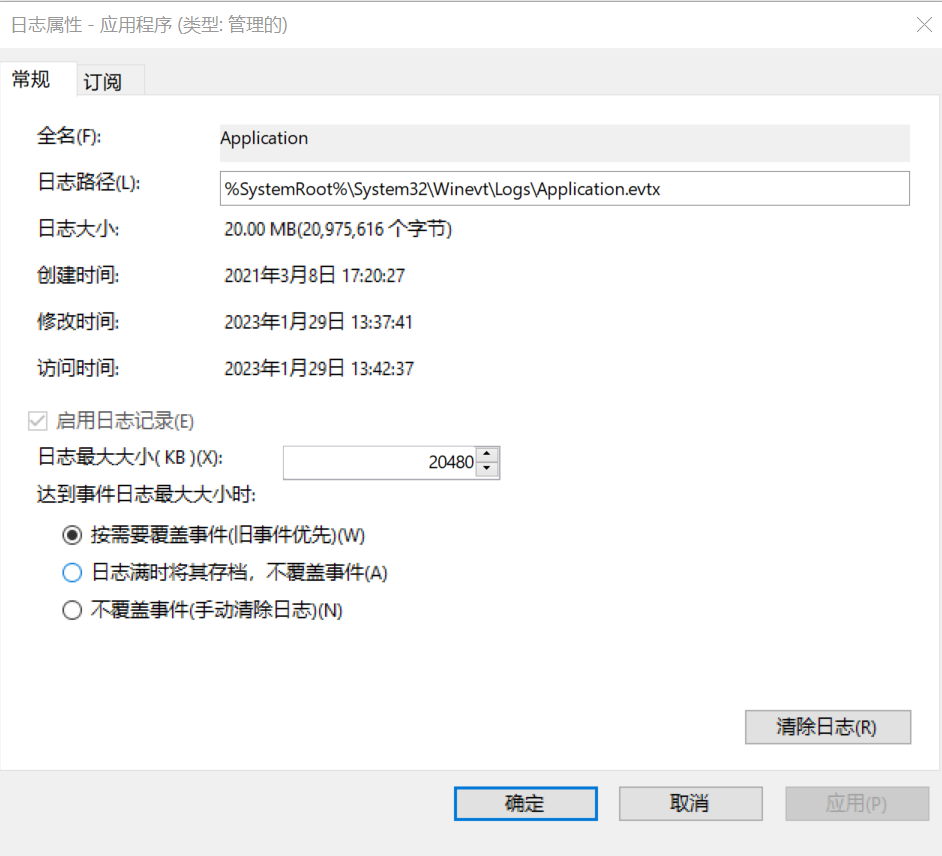 日志属性 - 应用程序 (类型: 管理的)
常规 订阅
全名(F): Application
日志路径(L): %SystemRoot%\System32\Winevt\Logs\Application.evtx
日志大小: 20.00 MB(20,975,616 个字节)
创建时间: 2021年3月8日 17:20:27
修改时间: 2023年1月29日 13:37:41
访问时间: 2023年1月29日 13:42:37
启用日志记录(E)
日志最大大小( KB )(X): 20480
达到事件日志最大大小时:
按需要覆盖事件(旧事件优先)(W)
日志满时将其存档，不覆盖事件(A)
不覆盖事件(手动清除日志)(N)
清除日志(R)
确定 取消 应用(P)